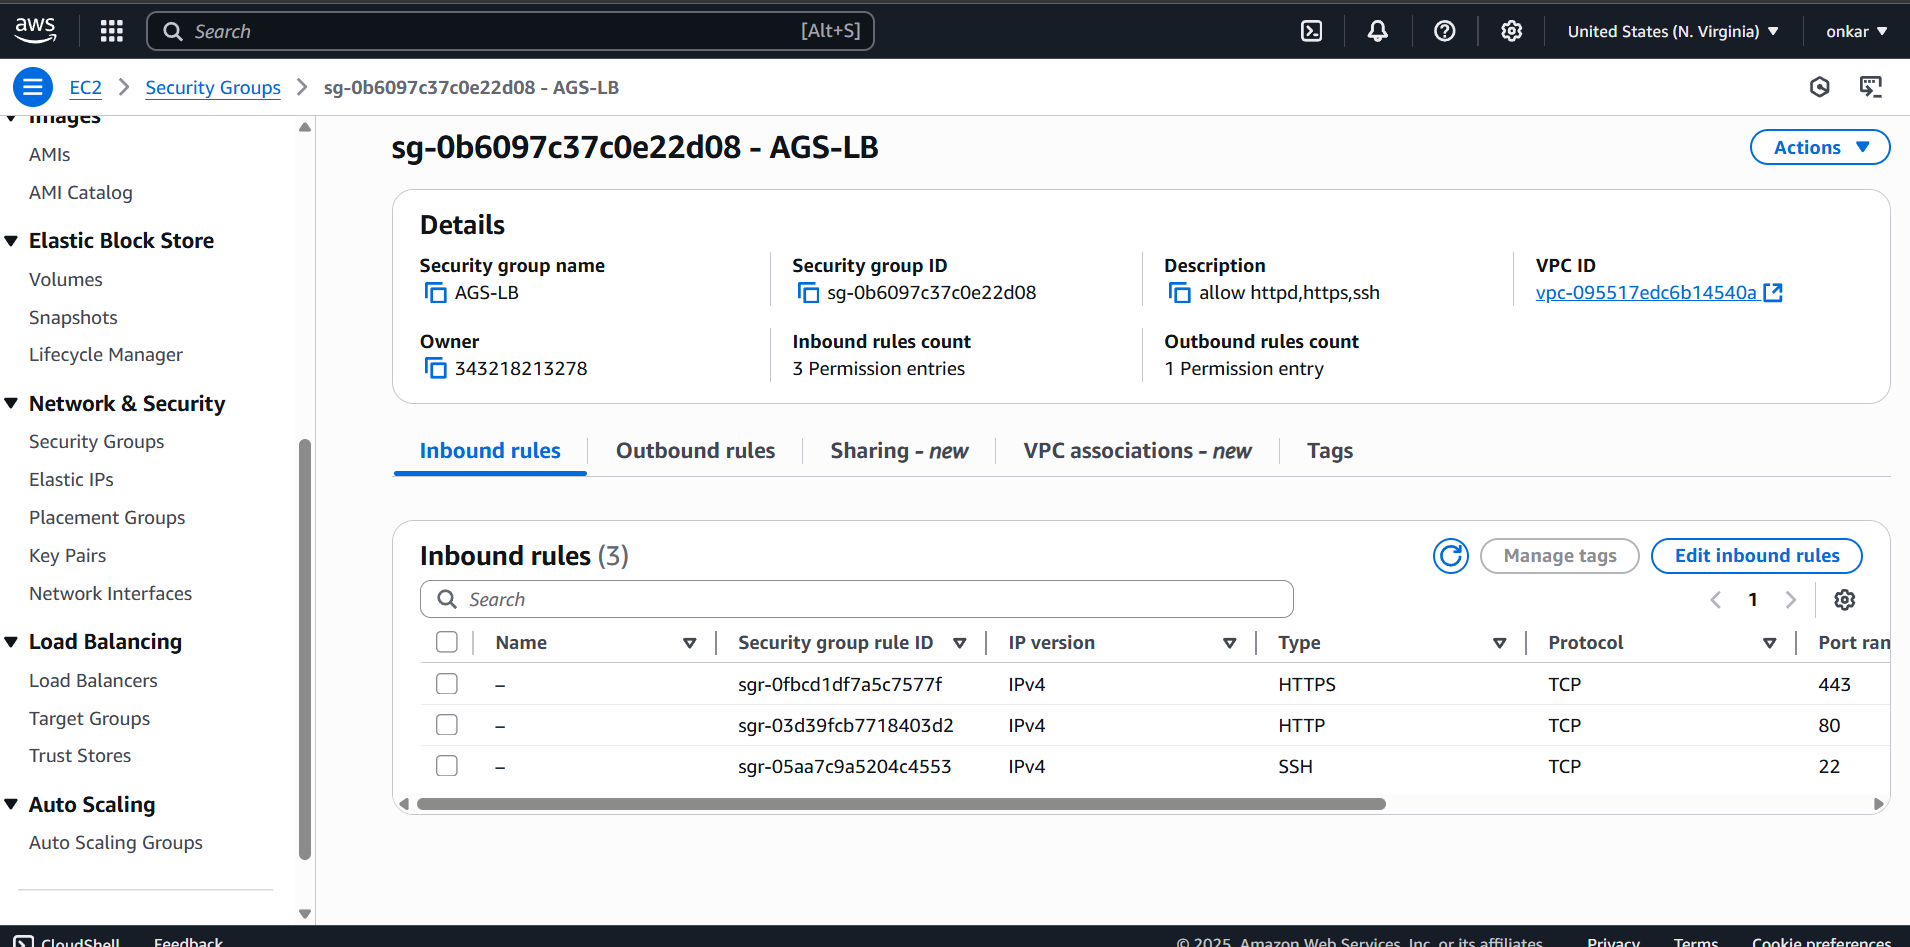 aws
Search [Alt+S]
United States (N. Virginia)
onkar
EC2
Security Groups
sg-0b6097c37c0e22d08 - AGS-LB
Images
AMIs
AMI Catalog
Elastic Block Store
Volumes
Snapshots
Lifecycle Manager
Network & Security
Security Groups
Elastic IPs
Placement Groups
Key Pairs
Network Interfaces
Load Balancing
Load Balancers
Target Groups
Trust Stores
Auto Scaling
Auto Scaling Groups
sg-0b6097c37c0e22d08 - AGS-LB
Actions
Details
Security group name
AGS-LB
Security group ID
sg-0b6097c37c0e22d08
Description
allow httpd,https,ssh
VPC ID
vpc-095517edc6b14540a
Owner
343218213278
Inbound rules count
3 Permission entries
Outbound rules count
1 Permission entry
Inbound rules
Outbound rules
Sharing - new
VPC associations - new
Tags
Inbound rules (3)
Manage tags
Edit inbound rules
Search
1
Name Security group rule ID IP version Type Protocol Port ran
– sgr-0fbcd1df7a5c7577f IPv4 HTTPS TCP 443
– sgr-03d39fcb7718403d2 IPv4 HTTP TCP 80
– sgr-05aa7c9a5204c4553 IPv4 SSH TCP 22
CloudShell Feedback
© 2025, Amazon Web Services, Inc. or its affiliates. Privacy Terms Cookie preferences